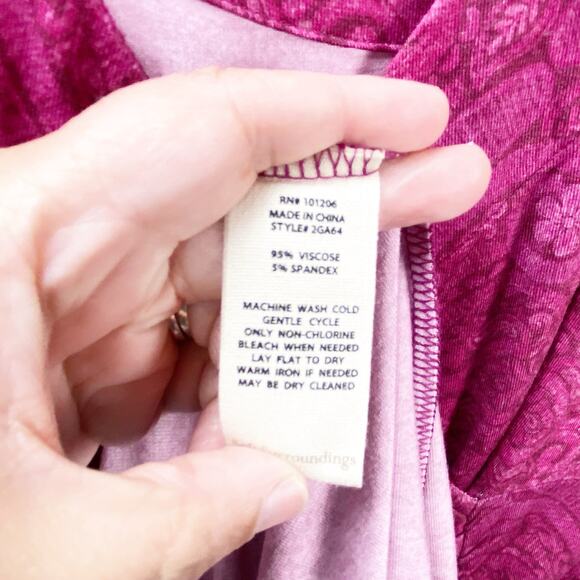 RN# 101206
MADE IN CHINA
STYLE# 2GA64
95% VISCOSE
5% SPANDEX
MACHINE WASH COLD
GENTLE CYCLE
ONLY NON-CHLORINE
BLEACH WHEN NEEDED
LAY FLAT TO DRY
WARM IRON IF NEEDED
MAY BE DRY CLEANED